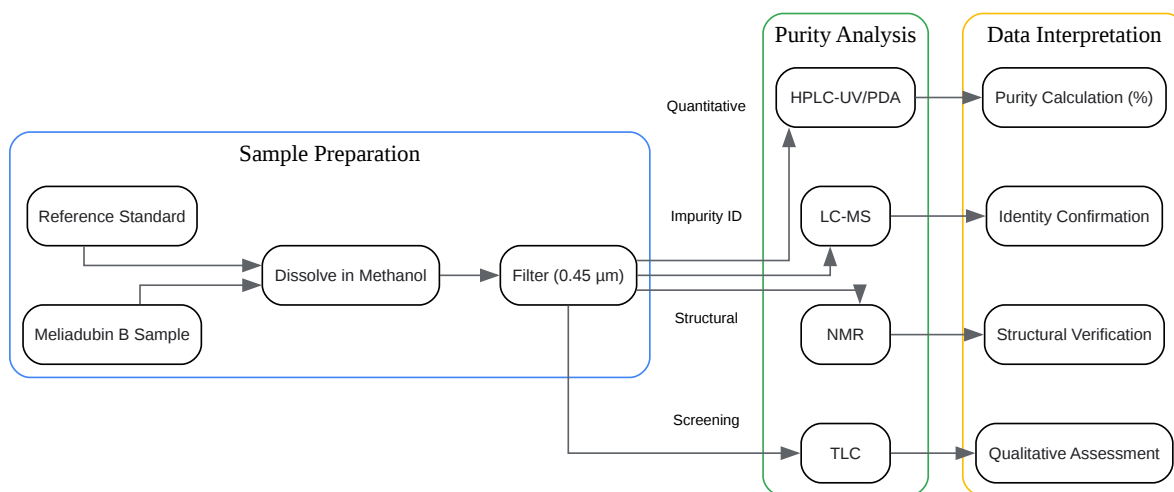 Sample Preparation
Reference Standard
Meliadubin B Sample
Dissolve in Methanol
Filter (0.45 µm)
Quantitative
Impurity ID
Structural
Screening
Purity Analysis
HPLC-UV/PDA
LC-MS
NMR
TLC
Data Interpretation
Purity Calculation (%)
Identity Confirmation
Structural Verification
Qualitative Assessment